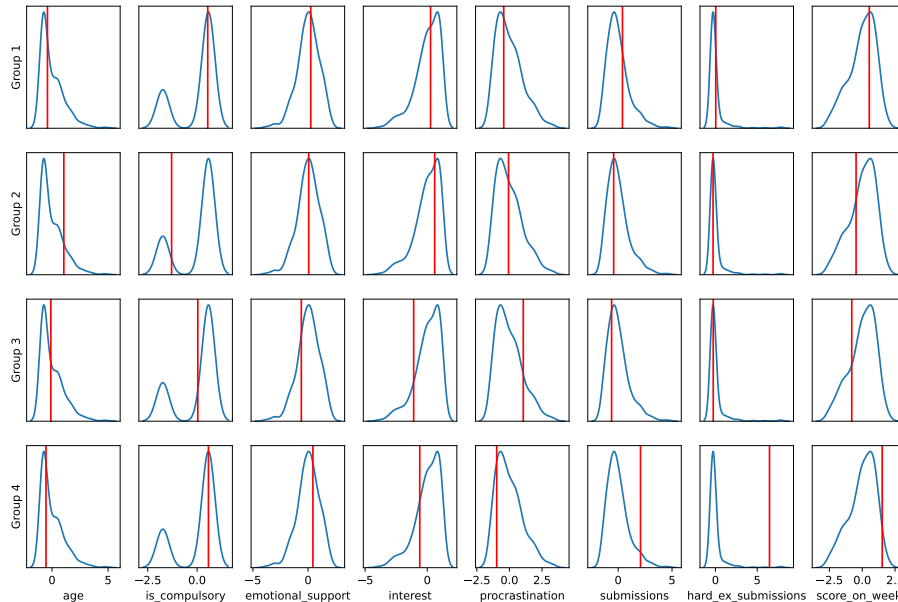 Group 1
Group 2
Group 3
Group 4
0 5 −2.5 0.0 −5 0 −5 0 −2.5 0.0 2.5 0 5 0 5 −2.5 0.0
age is_compulsory emotional_support interest procrastination submissions hard_ex_submissions score_on_week